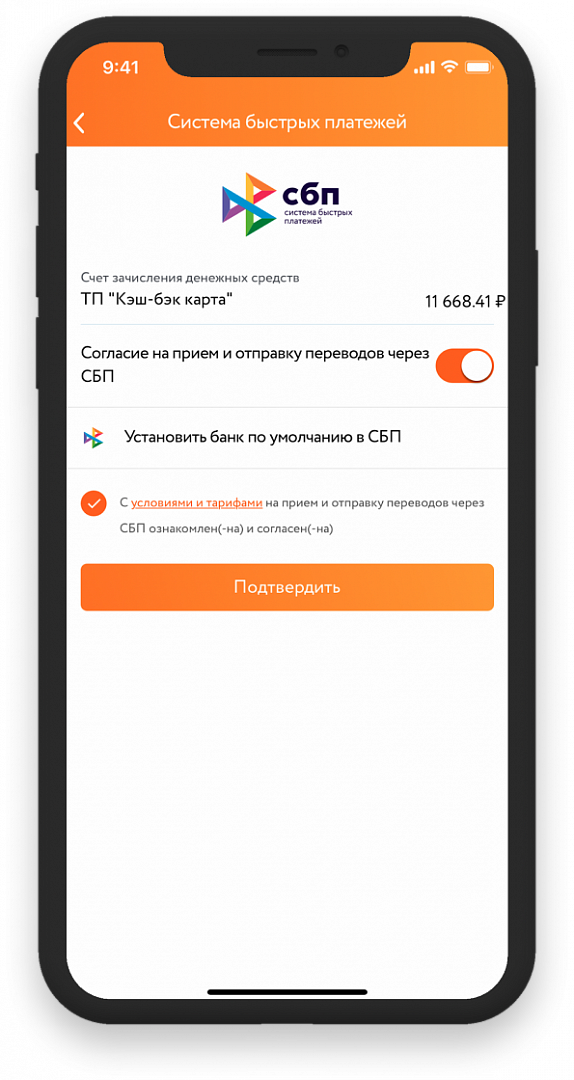 9:41
Система быстрых платежей
сбп
система быстрых
платежей
Счет зачисления денежных средств
ТП "Кэш-бэк карта"
11 668.41 ₽
Согласие на прием и отправку переводов через
СБП
Установить банк по умолчанию в СБП
С условиями и тарифами на прием и отправку переводов через
СБП ознакомлен(-на) и согласен(-на)
Подтвердить